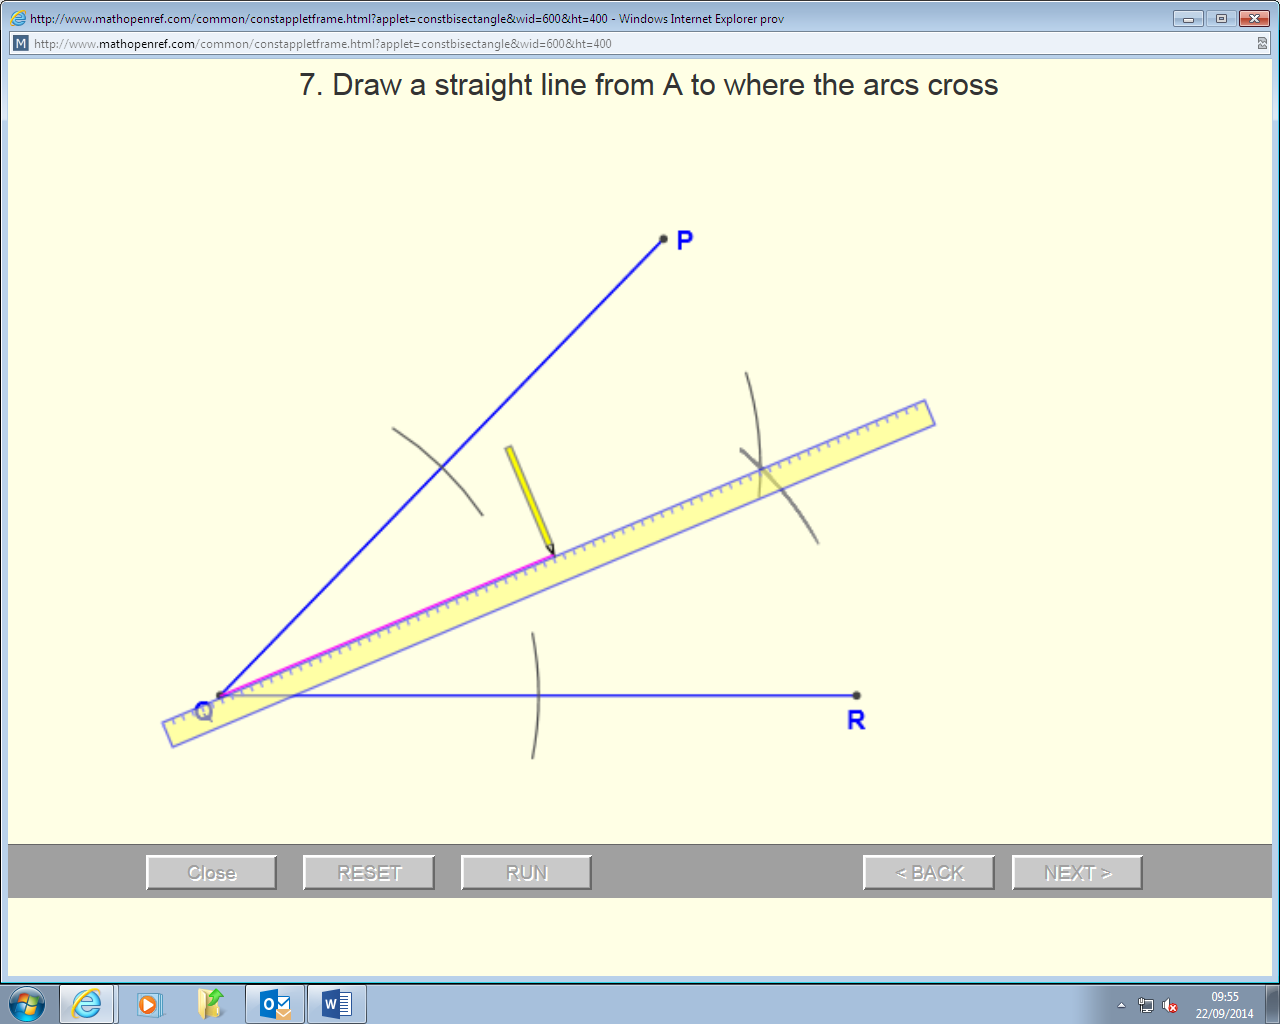 http://www.mathopenref.com/common/constappletframe.html?applet=constbisectangle&wid=600&ht=400 - Windows Internet Explorer prov
M http://www.mathopenref.com/common/constappletframe.html?applet=constbisectangle&wid=600&ht=400
7. Draw a straight line from A to where the arcs cross
P
Q
R
Close RESET RUN < BACK NEXT >
09:55
22/09/2014